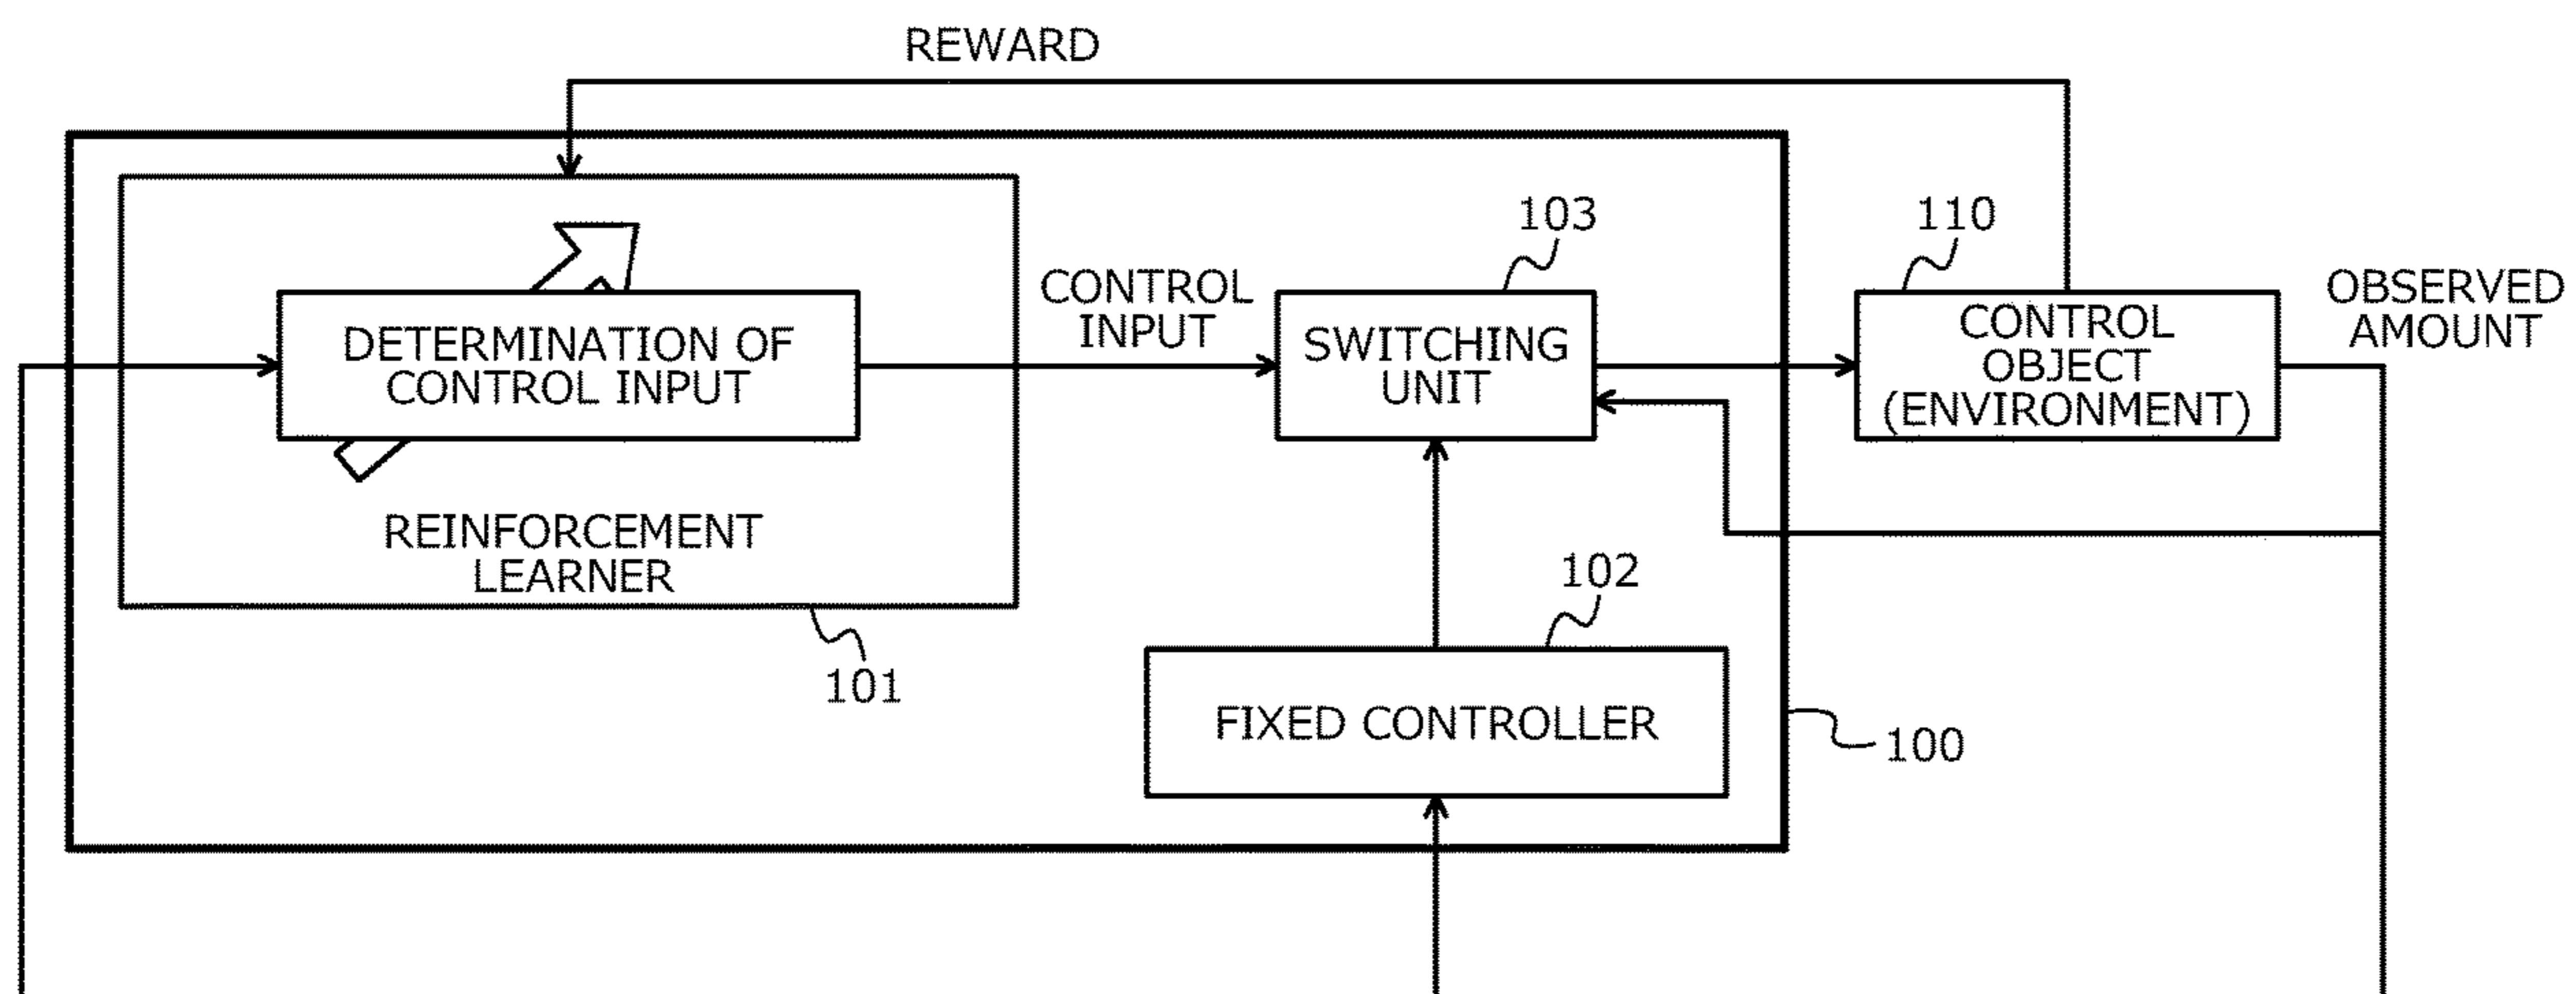 REWARD
103
110
CONTROL
INPUT
OBSERVED
AMOUNT
DETERMINATION OF
CONTROL INPUT
SWITCHING
UNIT
CONTROL
OBJECT
(ENVIRONMENT)
REINFORCEMENT
LEARNER
102
101
FIXED CONTROLLER
100